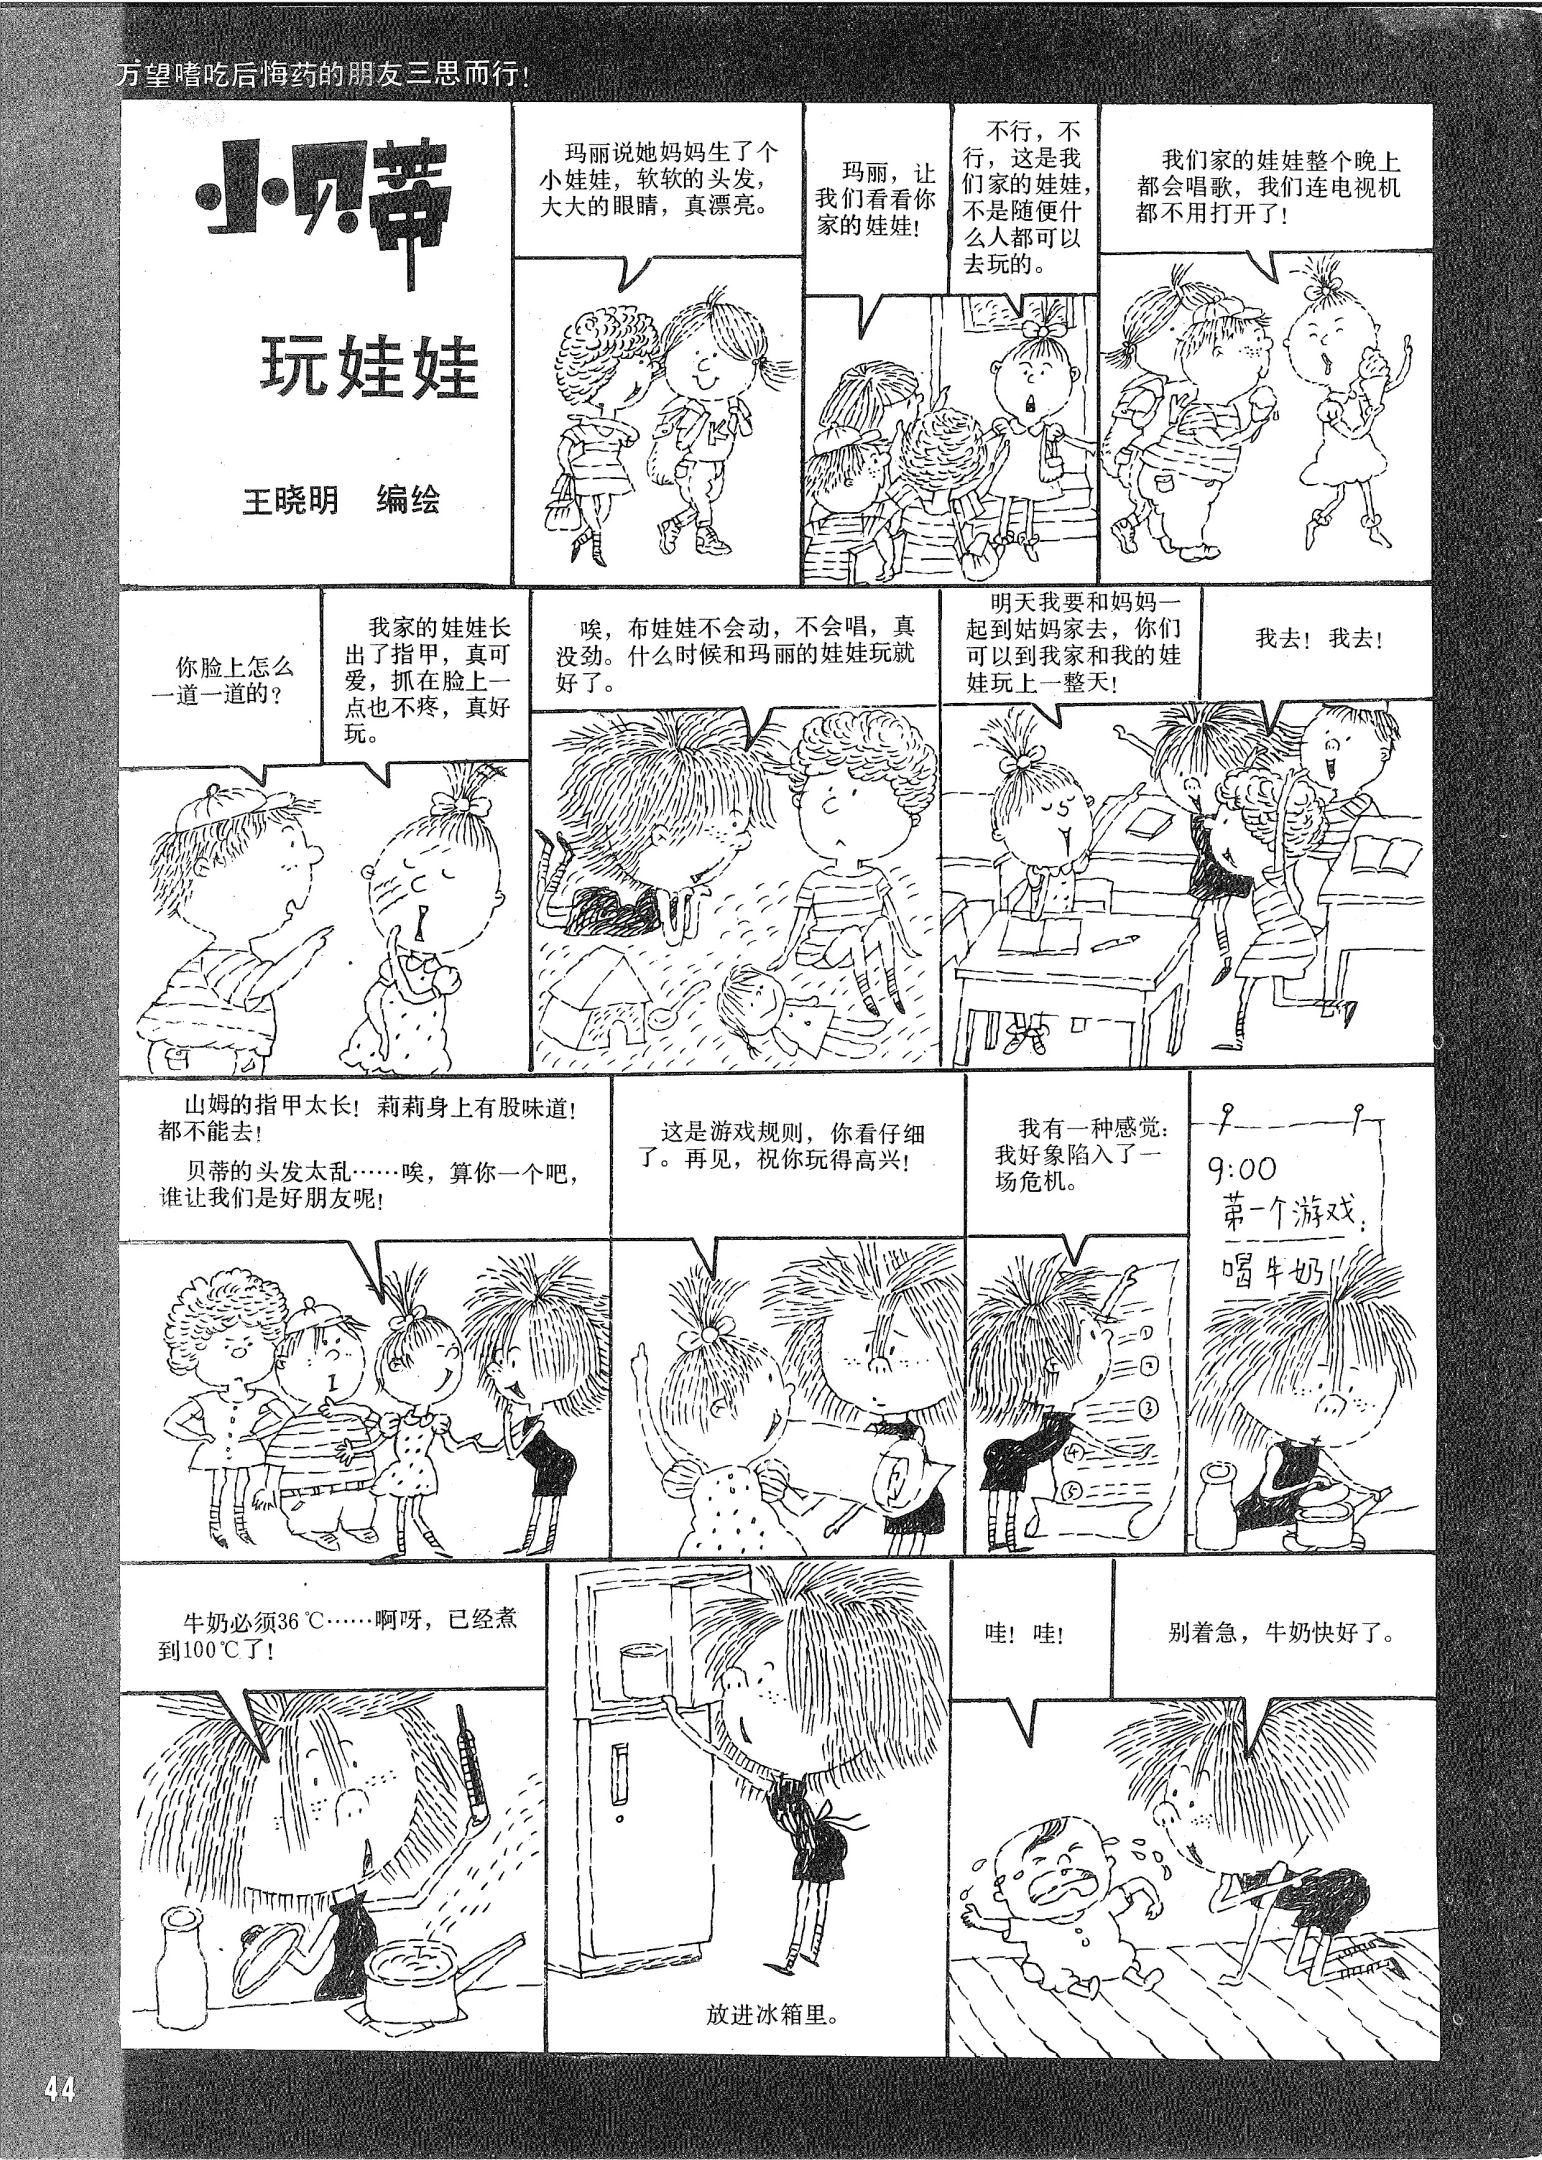 万望嗜吃后悔药的朋友三思而行！
小贝蒂
玩娃娃
王晓明 编绘
玛丽说她妈妈生了个
小娃娃，软软的头发，
大大的眼睛，真漂亮。
玛丽，让
我们看看你
家的娃娃！
不行，不
行，这是我
们家的娃娃，
不是随便什
么人都可以
去玩的。
我们家的娃娃整个晚上
都会唱歌，我们连电视机
都不用打开了！
你脸上怎么
一道一道的？
我家的娃娃长
出了指甲，真可
爱，抓在脸上一
点也不疼，真好
玩。
唉，布娃娃不会动，不会唱，真
没劲。什么时候和玛丽的娃娃玩就
好了。
明天我要和妈妈一
起到姑妈家去，你们
可以到我家和我的娃
娃玩上一整天！
我去！我去！
山姆的指甲太长！莉莉身上有股味道！
都不能去！
贝蒂的头发太乱……唉，算你一个吧，
谁让我们是好朋友呢！
这是游戏规则，你看仔细
了。再见，祝你玩得高兴！
我有一种感觉：
我好象陷入了一
场危机。
①
②
③
④
⑤
9:00
第一个游戏：
喝牛奶
牛奶必须36℃……啊呀，已经煮
到100℃了！
放进冰箱里。
哇！哇！
别着急，牛奶快好了。
44